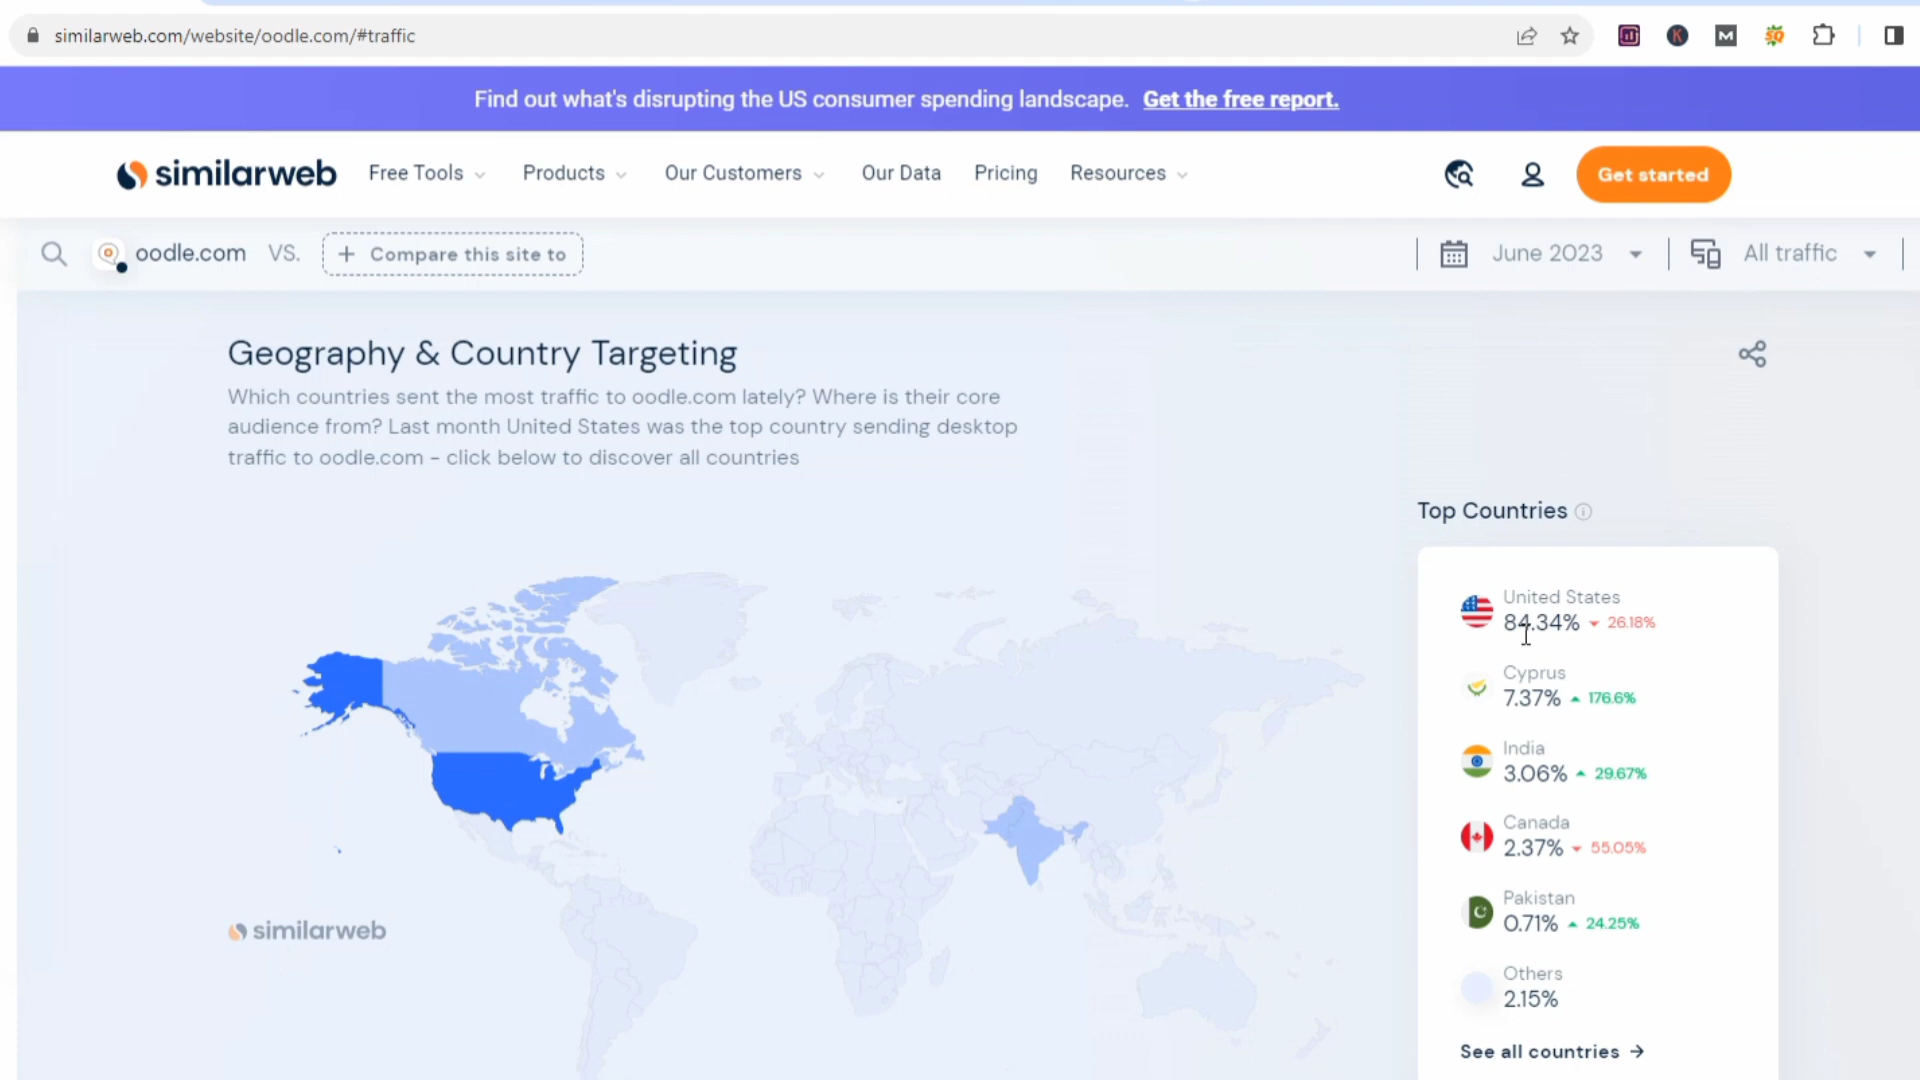 similarweb.com/website/oodle.com/#traffic
Find out what's disrupting the US consumer spending landscape. Get the free report.
similarweb Free Tools Products Our Customers Our Data Pricing Resources Get started
oodle.com VS. + Compare this site to June 2023 All traffic
Geography & Country Targeting
Which countries sent the most traffic to oodle.com lately? Where is their core
audience from? Last month United States was the top country sending desktop
traffic to oodle.com - click below to discover all countries
Top Countries
United States
84.34% 26.18%
Cyprus
7.37% 176.6%
India
3.06% 29.67%
Canada
2.37% 55.05%
Pakistan
0.71% 24.25%
similarweb
Others
2.15%
See all countries →